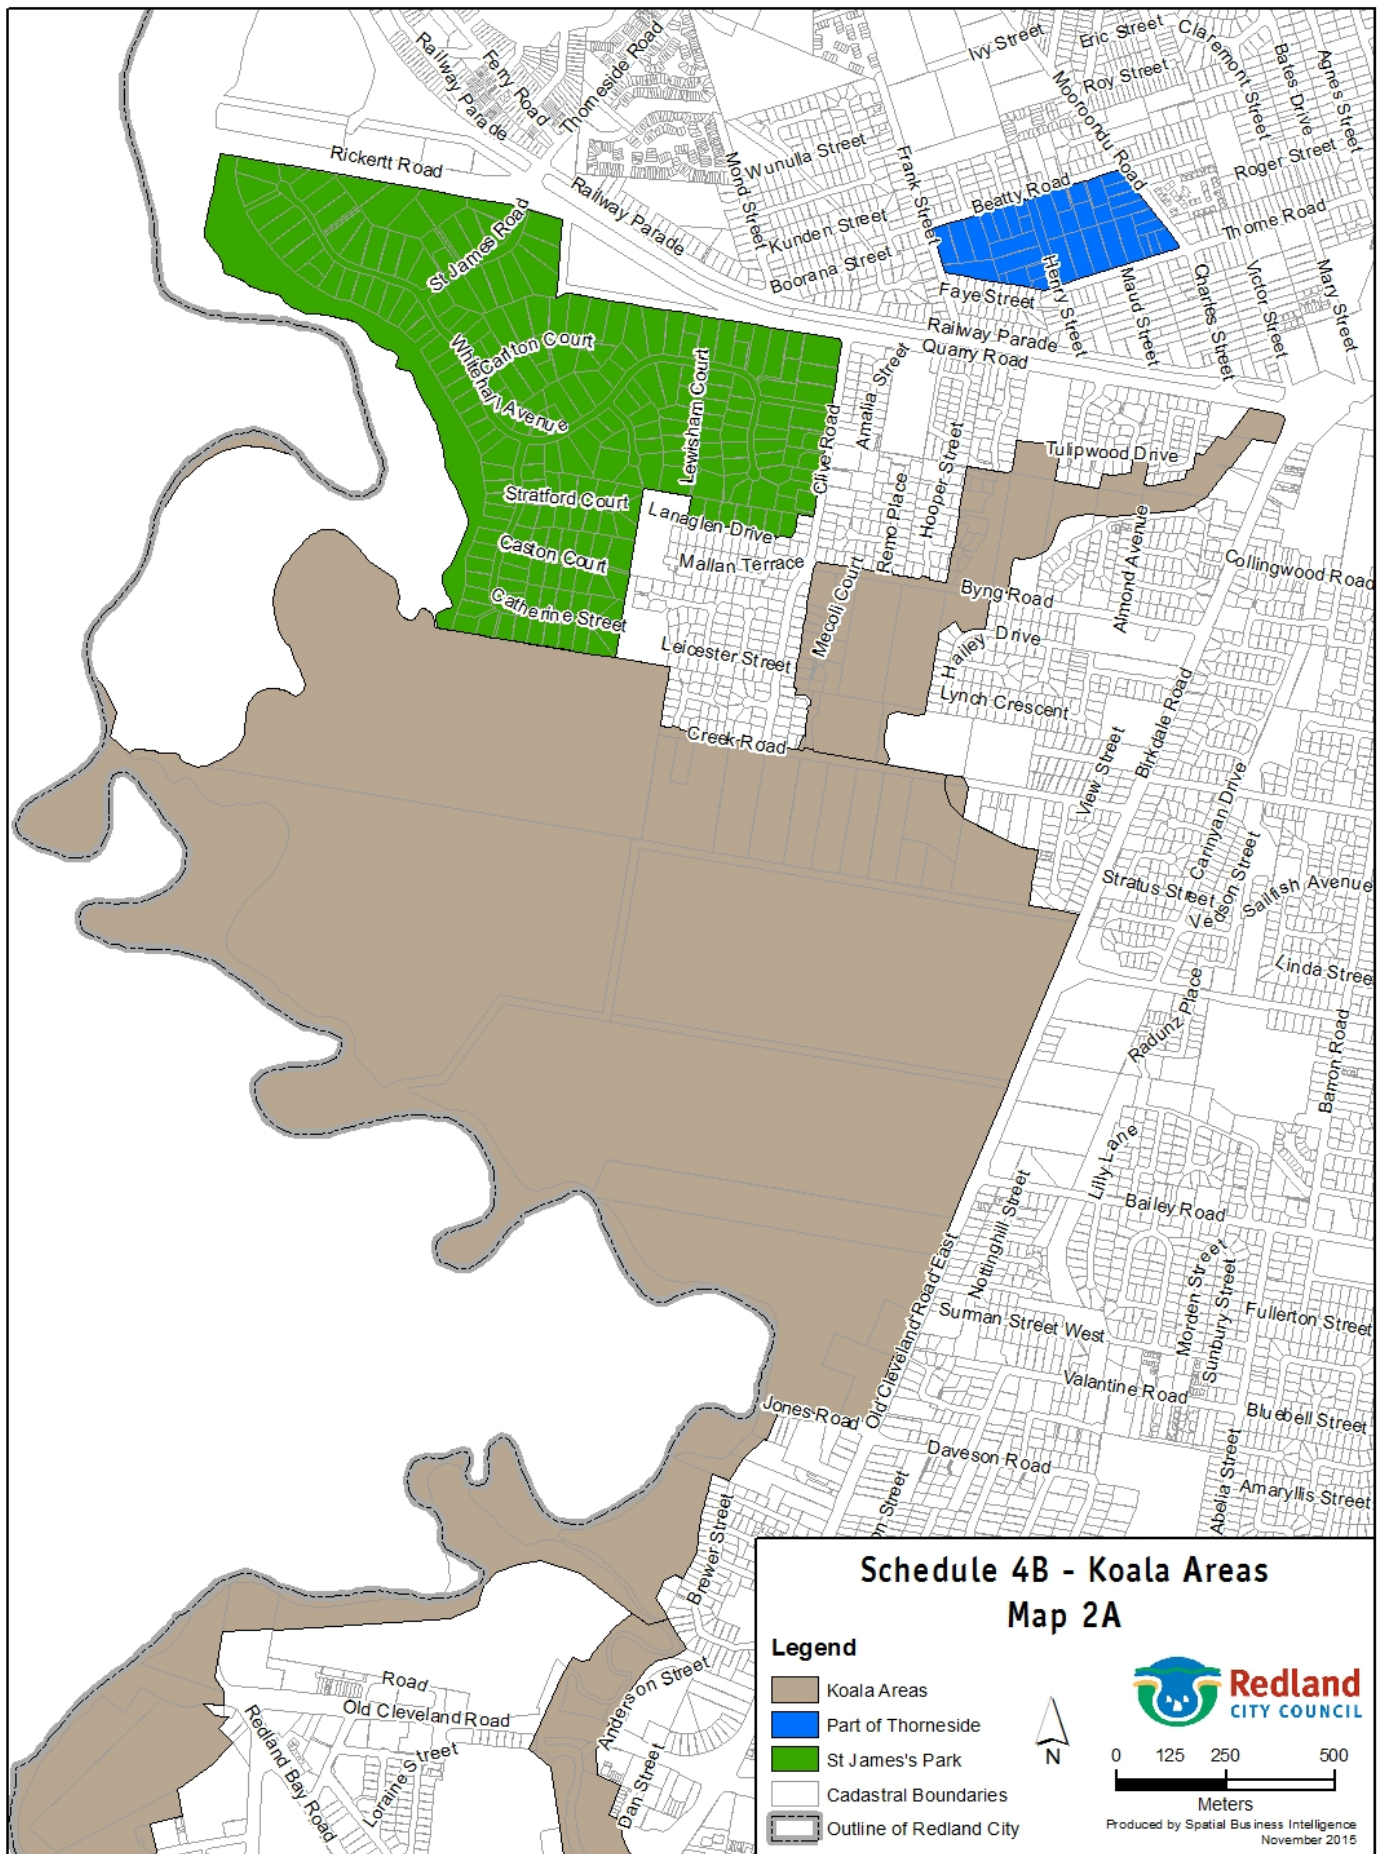 Railway Parade
Ferry Road
Thorneside Road
Ivy Street
Eric Street
Claremont Street
Bates Drive
Agnes Street
Roy Street
Mooroondu Road
Rickertt Road
Mond Street
Wunulla Street
Frank Street
Roger Street
Railway Parade
Beatty Road
Kunden Street
Thorne Road
St James Road
Boorana Street
Faye Street
Henry Street
Maud Street
Charles Street
Victor Street
Mary Street
Railway Parade
Quarry Road
Carlton Court
Whitehall Avenue
Lewisham Court
Clive Road
Amalia Street
Hooper Street
Remo Place
Tulipwood Drive
Stratford Court
Lanaglen Drive
Caston Court
Mallan Terrace
Almond Avenue
Collingwood Road
Catherine Street
Mecoli Court
Byng Road
Leicester Street
Hailey Drive
Lynch Crescent
Creek Road
View Street
Birkdale Road
Carinyan Drive
Stratus Street
Vedson Street
Sailfish Avenue
Linda Stree
Radunz Place
Barron Road
Lilly Lane
Nottinghill Street
Bailey Road
Old Cleveland Road East
Surman Street West
Morden Street
Sunbury Street
Fullerton Street
Valantine Road
Jones Road
Bluebell Street
Daveson Road
Abelia Street
Amaryllis Street
on Street
Brewer Street
Anderson Street
Road
Old Cleveland Road
Redland Bay Road
Loraine Street
Dan Street
Schedule 4B - Koala Areas
Map 2A
Legend
Koala Areas
Part of Thorneside
St James's Park
Cadastral Boundaries
Outline of Redland City
N
Redland
CITY COUNCIL
0 125 250 500
Meters
Produced by Spatial Business Intelligence
November 2015